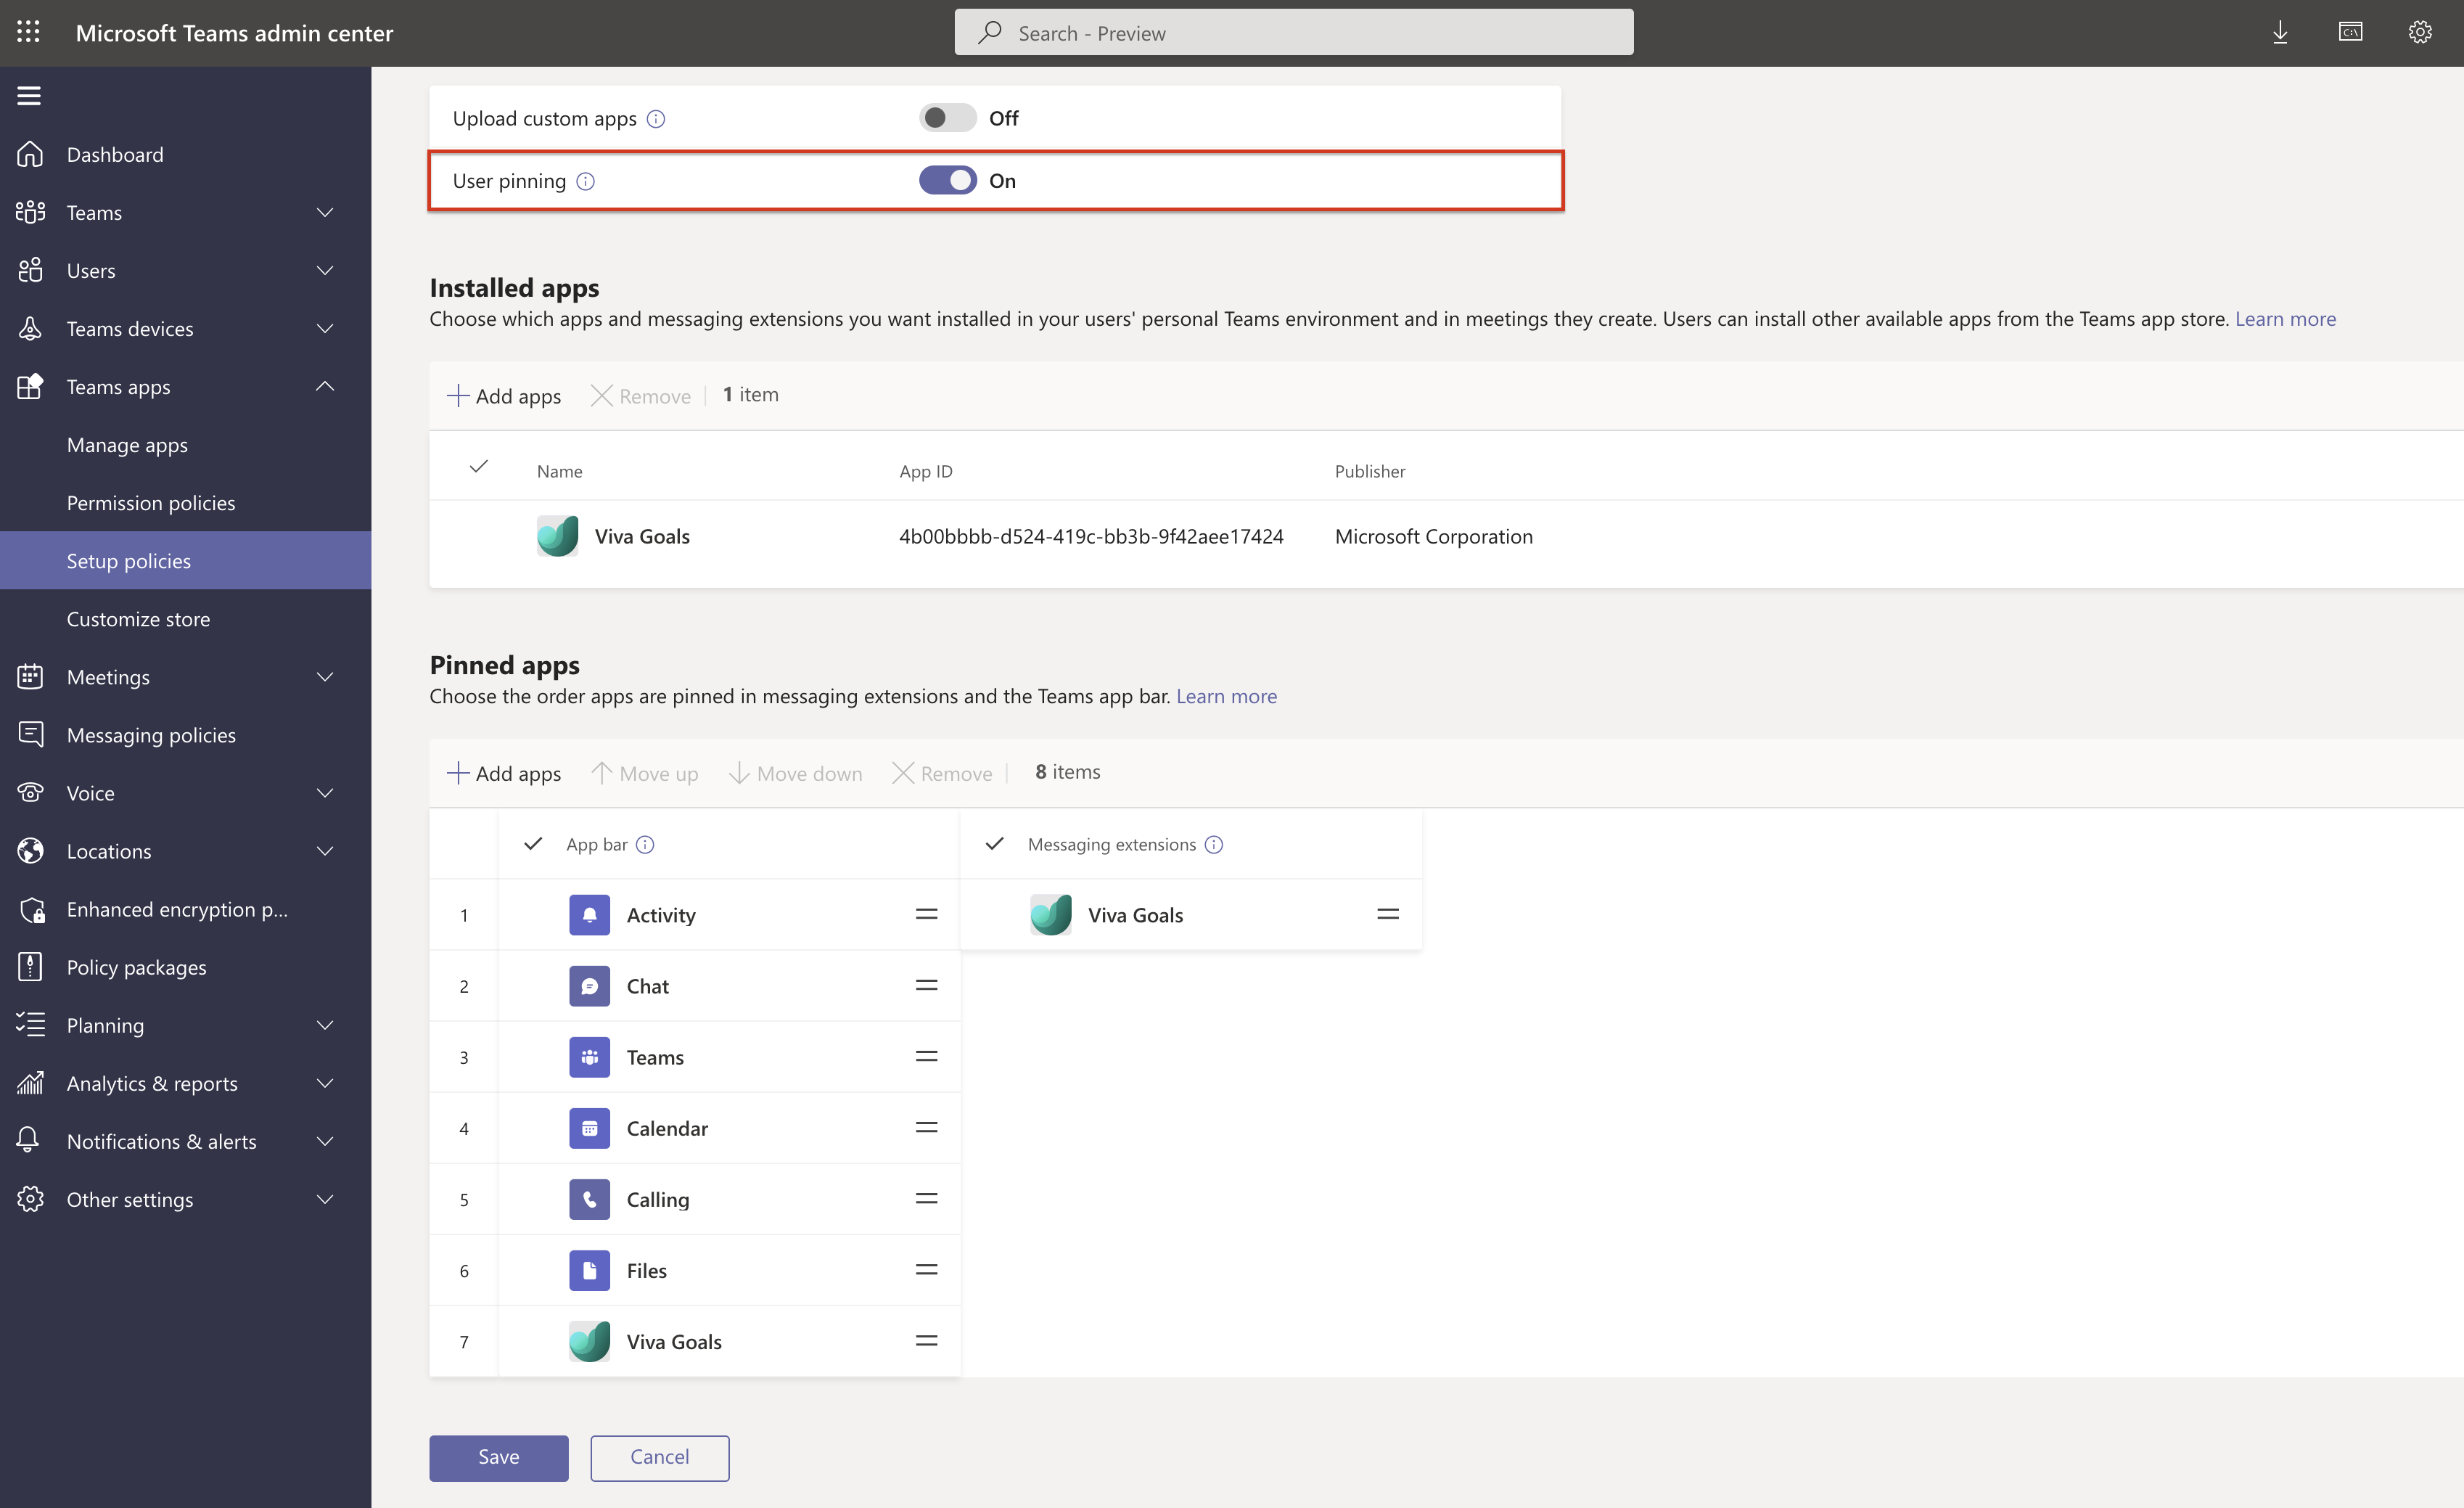 Microsoft Teams admin center
Search - Preview
C:\
Dashboard
Teams
Users
Teams devices
Teams apps
Manage apps
Permission policies
Setup policies
Customize store
Meetings
Messaging policies
Voice
Locations
Enhanced encryption p...
Policy packages
Planning
Analytics & reports
Notifications & alerts
Other settings
Upload custom apps Off
User pinning On
Installed apps
Choose which apps and messaging extensions you want installed in your users' personal Teams environment and in meetings they create. Users can install other available apps from the Teams app store. Learn more
Add apps Remove 1 item
Name App ID Publisher
Viva Goals 4b00bbbb-d524-419c-bb3b-9f42aee17424 Microsoft Corporation
Pinned apps
Choose the order apps are pinned in messaging extensions and the Teams app bar. Learn more
Add apps Move up Move down Remove 8 items
App bar Messaging extensions
1 Activity Viva Goals
2 Chat
3 Teams
4 Calendar
5 Calling
6 Files
7 Viva Goals
Save Cancel